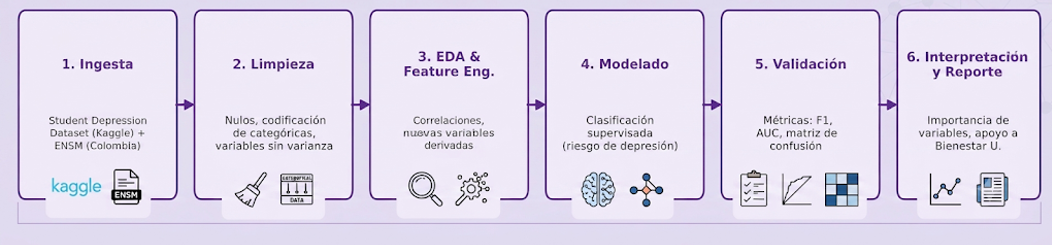 1. Ingesta
Student Depression
Dataset (Kaggle) +
ENSM (Colombia)
kaggle
ENSM
2. Limpieza
Nulos, codificación
de categóricas,
variables sin varianza
DATA
3. EDA &
Feature Eng.
Correlaciones,
nuevas variables
derivadas
4. Modelado
Clasificación
supervisada
(riesgo de depresión)
5. Validación
Métricas: F1,
AUC, matriz de
confusión
6. Interpretación
y Reporte
Importancia de
variables, apoyo a
Bienestar U.